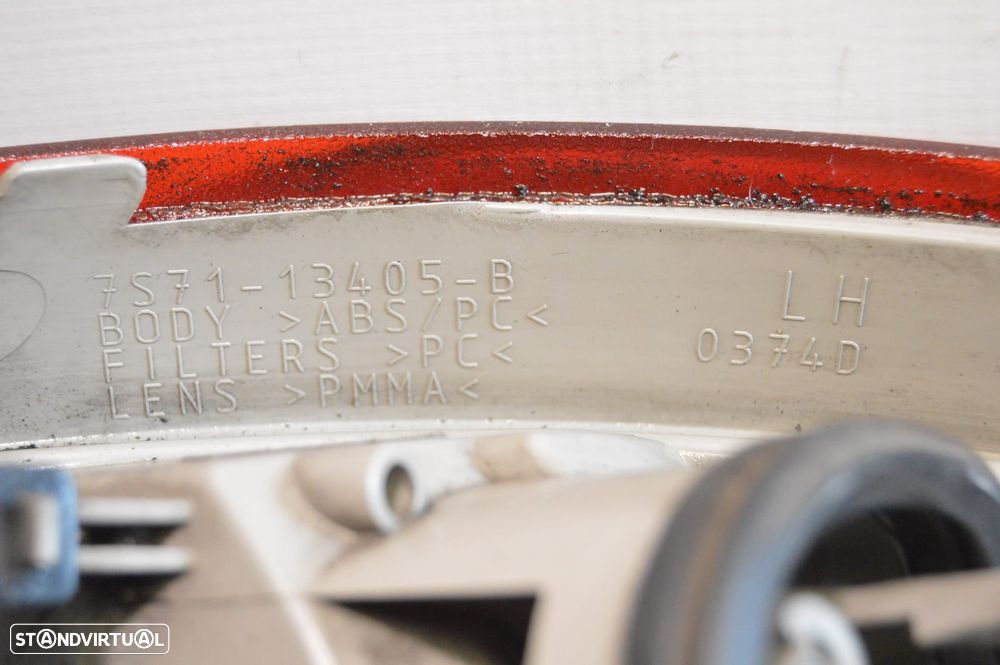 7S71-13405-B
BODY >ABS/PC<
FILTERS >PC<
LENS >PMMA<
LH
0374D
STANDVIRTUAL